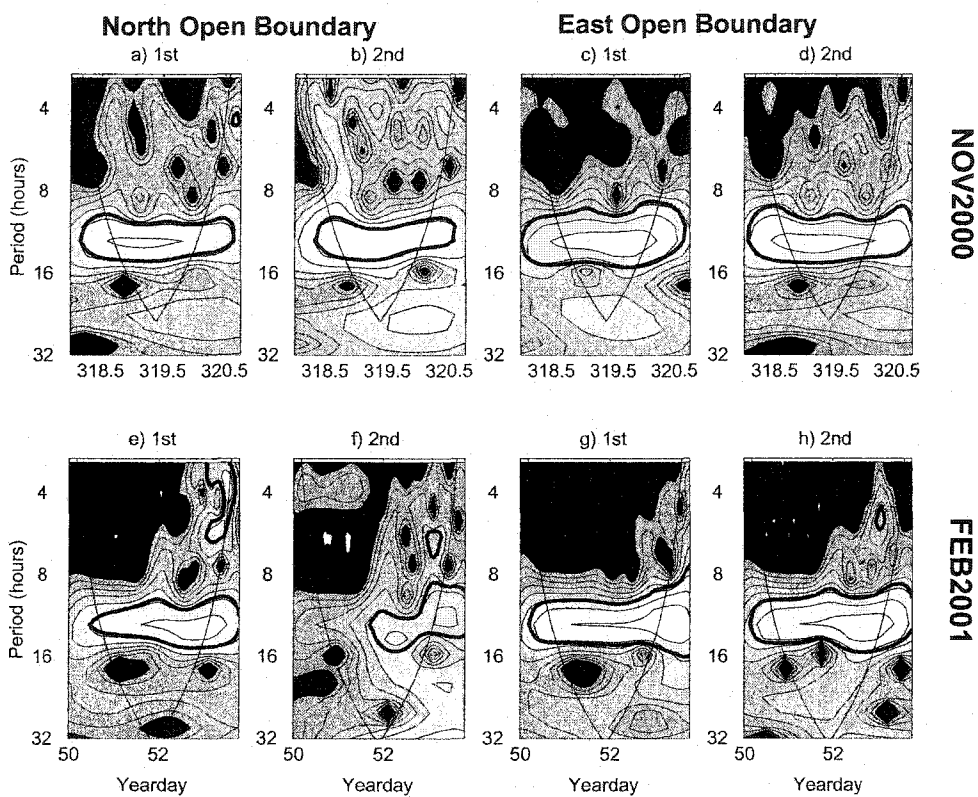 North Open Boundary East Open Boundary
a) 1st b) 2nd c) 1st d) 2nd
4 4 4 4
8 8 8 8
16 16 16 16
32 32 32 32
318.5 319.5 320.5 318.5 319.5 320.5 318.5 319.5 320.5 318.5 319.5 320.5
Period (hours)
NOV2000
e) 1st f) 2nd g) 1st h) 2nd
4 4 4 4
8 8 8 8
16 16 16 16
32 32 32 32
50 52 50 52 50 52 50 52
Yearday Yearday Yearday Yearday
Period (hours)
FEB2001